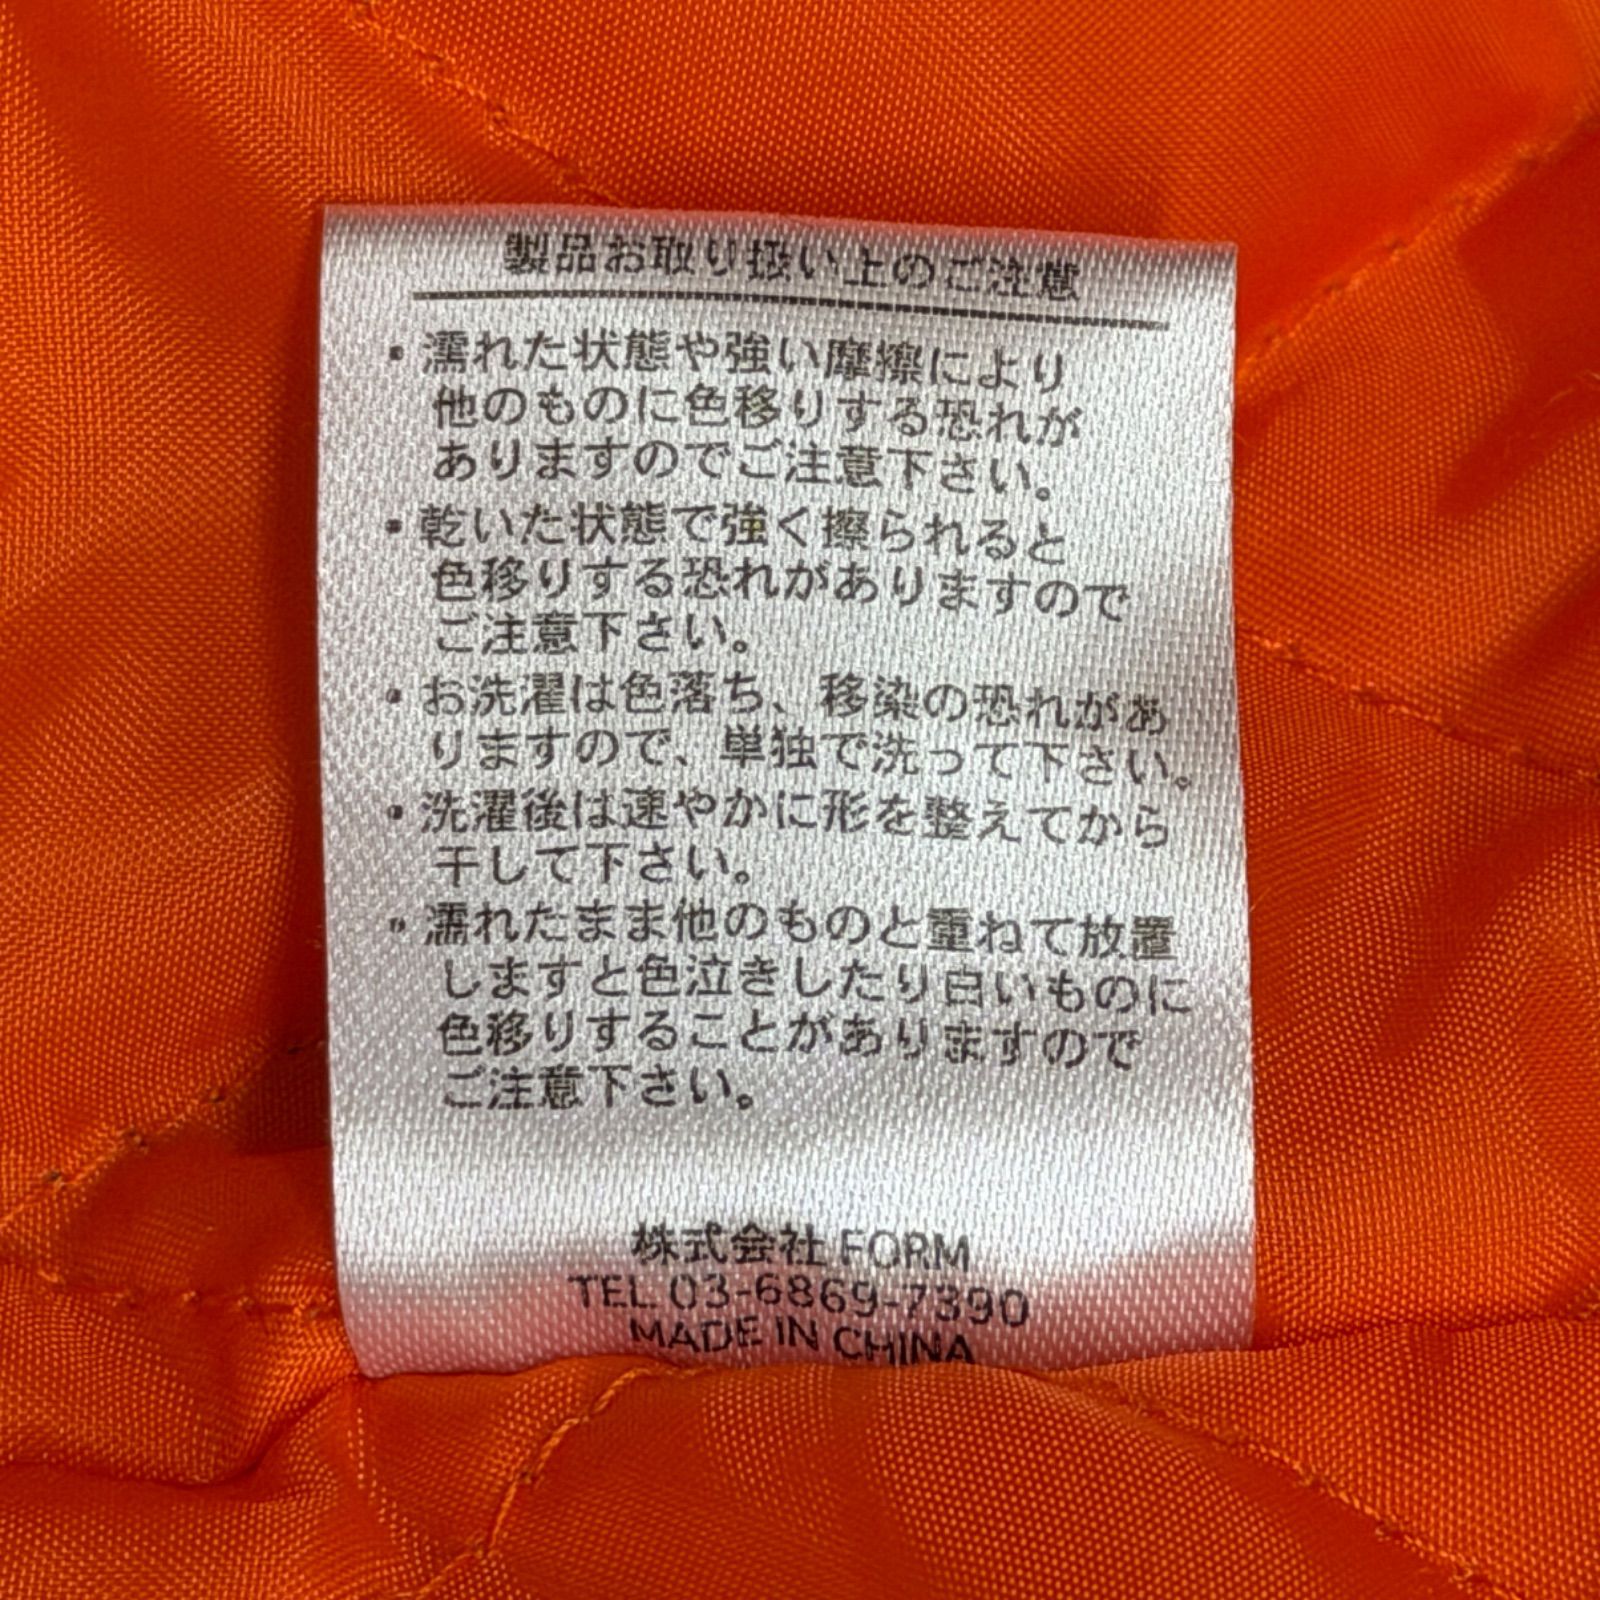 製品お取り扱い上のご注意
・濡れた状態や強い摩擦により
他のものに色移りする恐れが
ありますのでご注意下さい。
・乾いた状態で強く擦られると
色移りする恐れがありますので
ご注意下さい。
・お洗濯は色落ち、移染の恐れがあ
りますので、単独で洗って下さい。
・洗濯後は速やかに形を整えてから
干して下さい。
・濡れたまま他のものと重ねて放置
しますと色泣きしたり白いものに
色移りすることがありますので
ご注意下さい。
株式会社 FORM
TEL 03-6869-7390
MADE IN CHINA